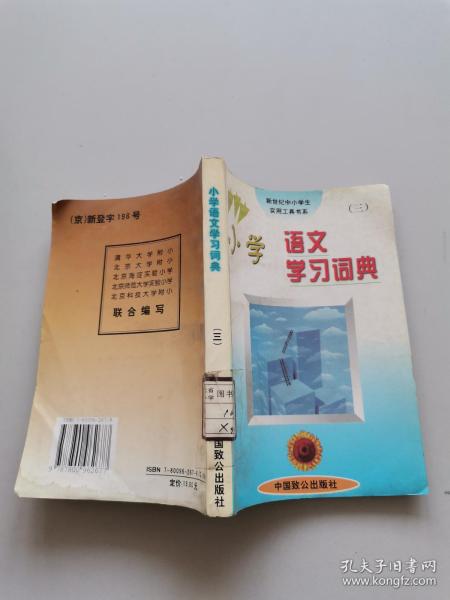 (京)新登字196号
清华大学附小
北京大学附小
北京海淀实验小学
北京师范大学实验小学
北京科技大学附小
联合编写
小学语文学习词典
(三)
图书
中国致公出版社
新世纪中小学生
实用工具书系
(三)
小学
语文
学习词典
中国致公出版社
孔夫子旧书网
www.kongfz.com